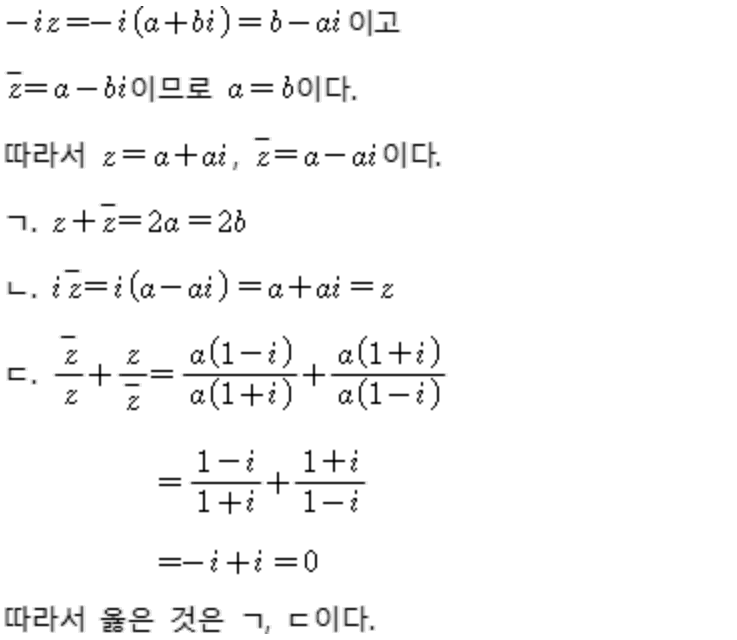 −iz=−i(a+bi)=b−ai 이고
z̄=a−bi이므로 a=b이다.
따라서 z=a+ai, z̄=a−ai이다.
ㄱ. z+z̄=2a=2b
ㄴ. iz̄=i(a−ai)=a+ai=z
ㄷ. z̄/z+z/z̄=a(1−i)/a(1+i)+a(1+i)/a(1−i)
=1−i/1+i+1+i/1−i
=−i+i=0
따라서 옳은 것은 ㄱ, ㄷ이다.